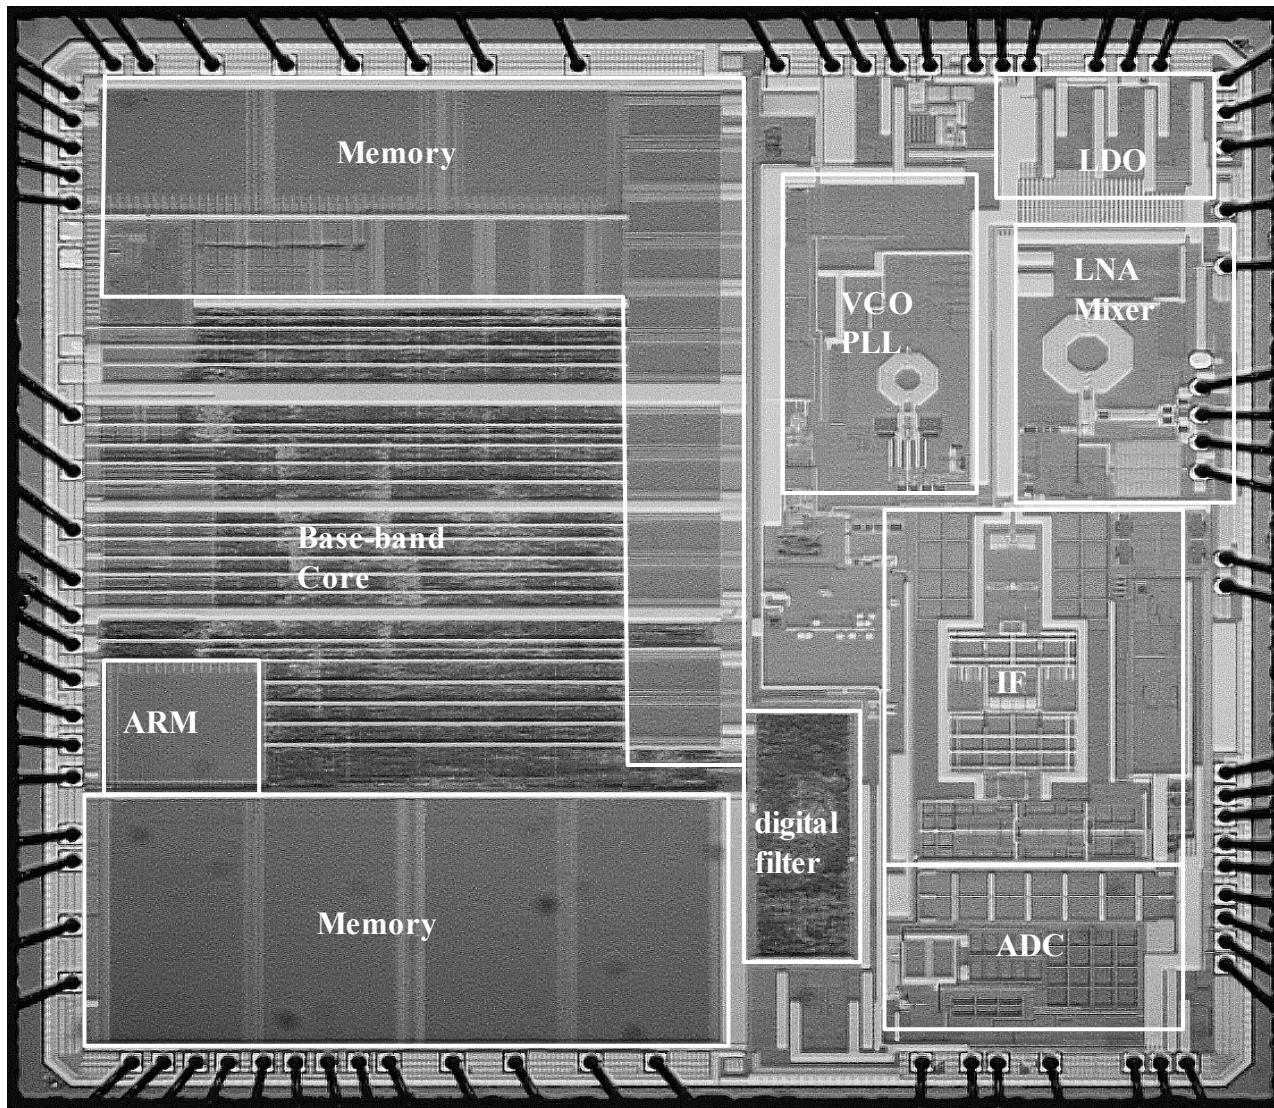 Memory
LDO
LNA
Mixer
VCO
PLL
Base-band
Core
IF
ARM
digital
filter
Memory
ADC